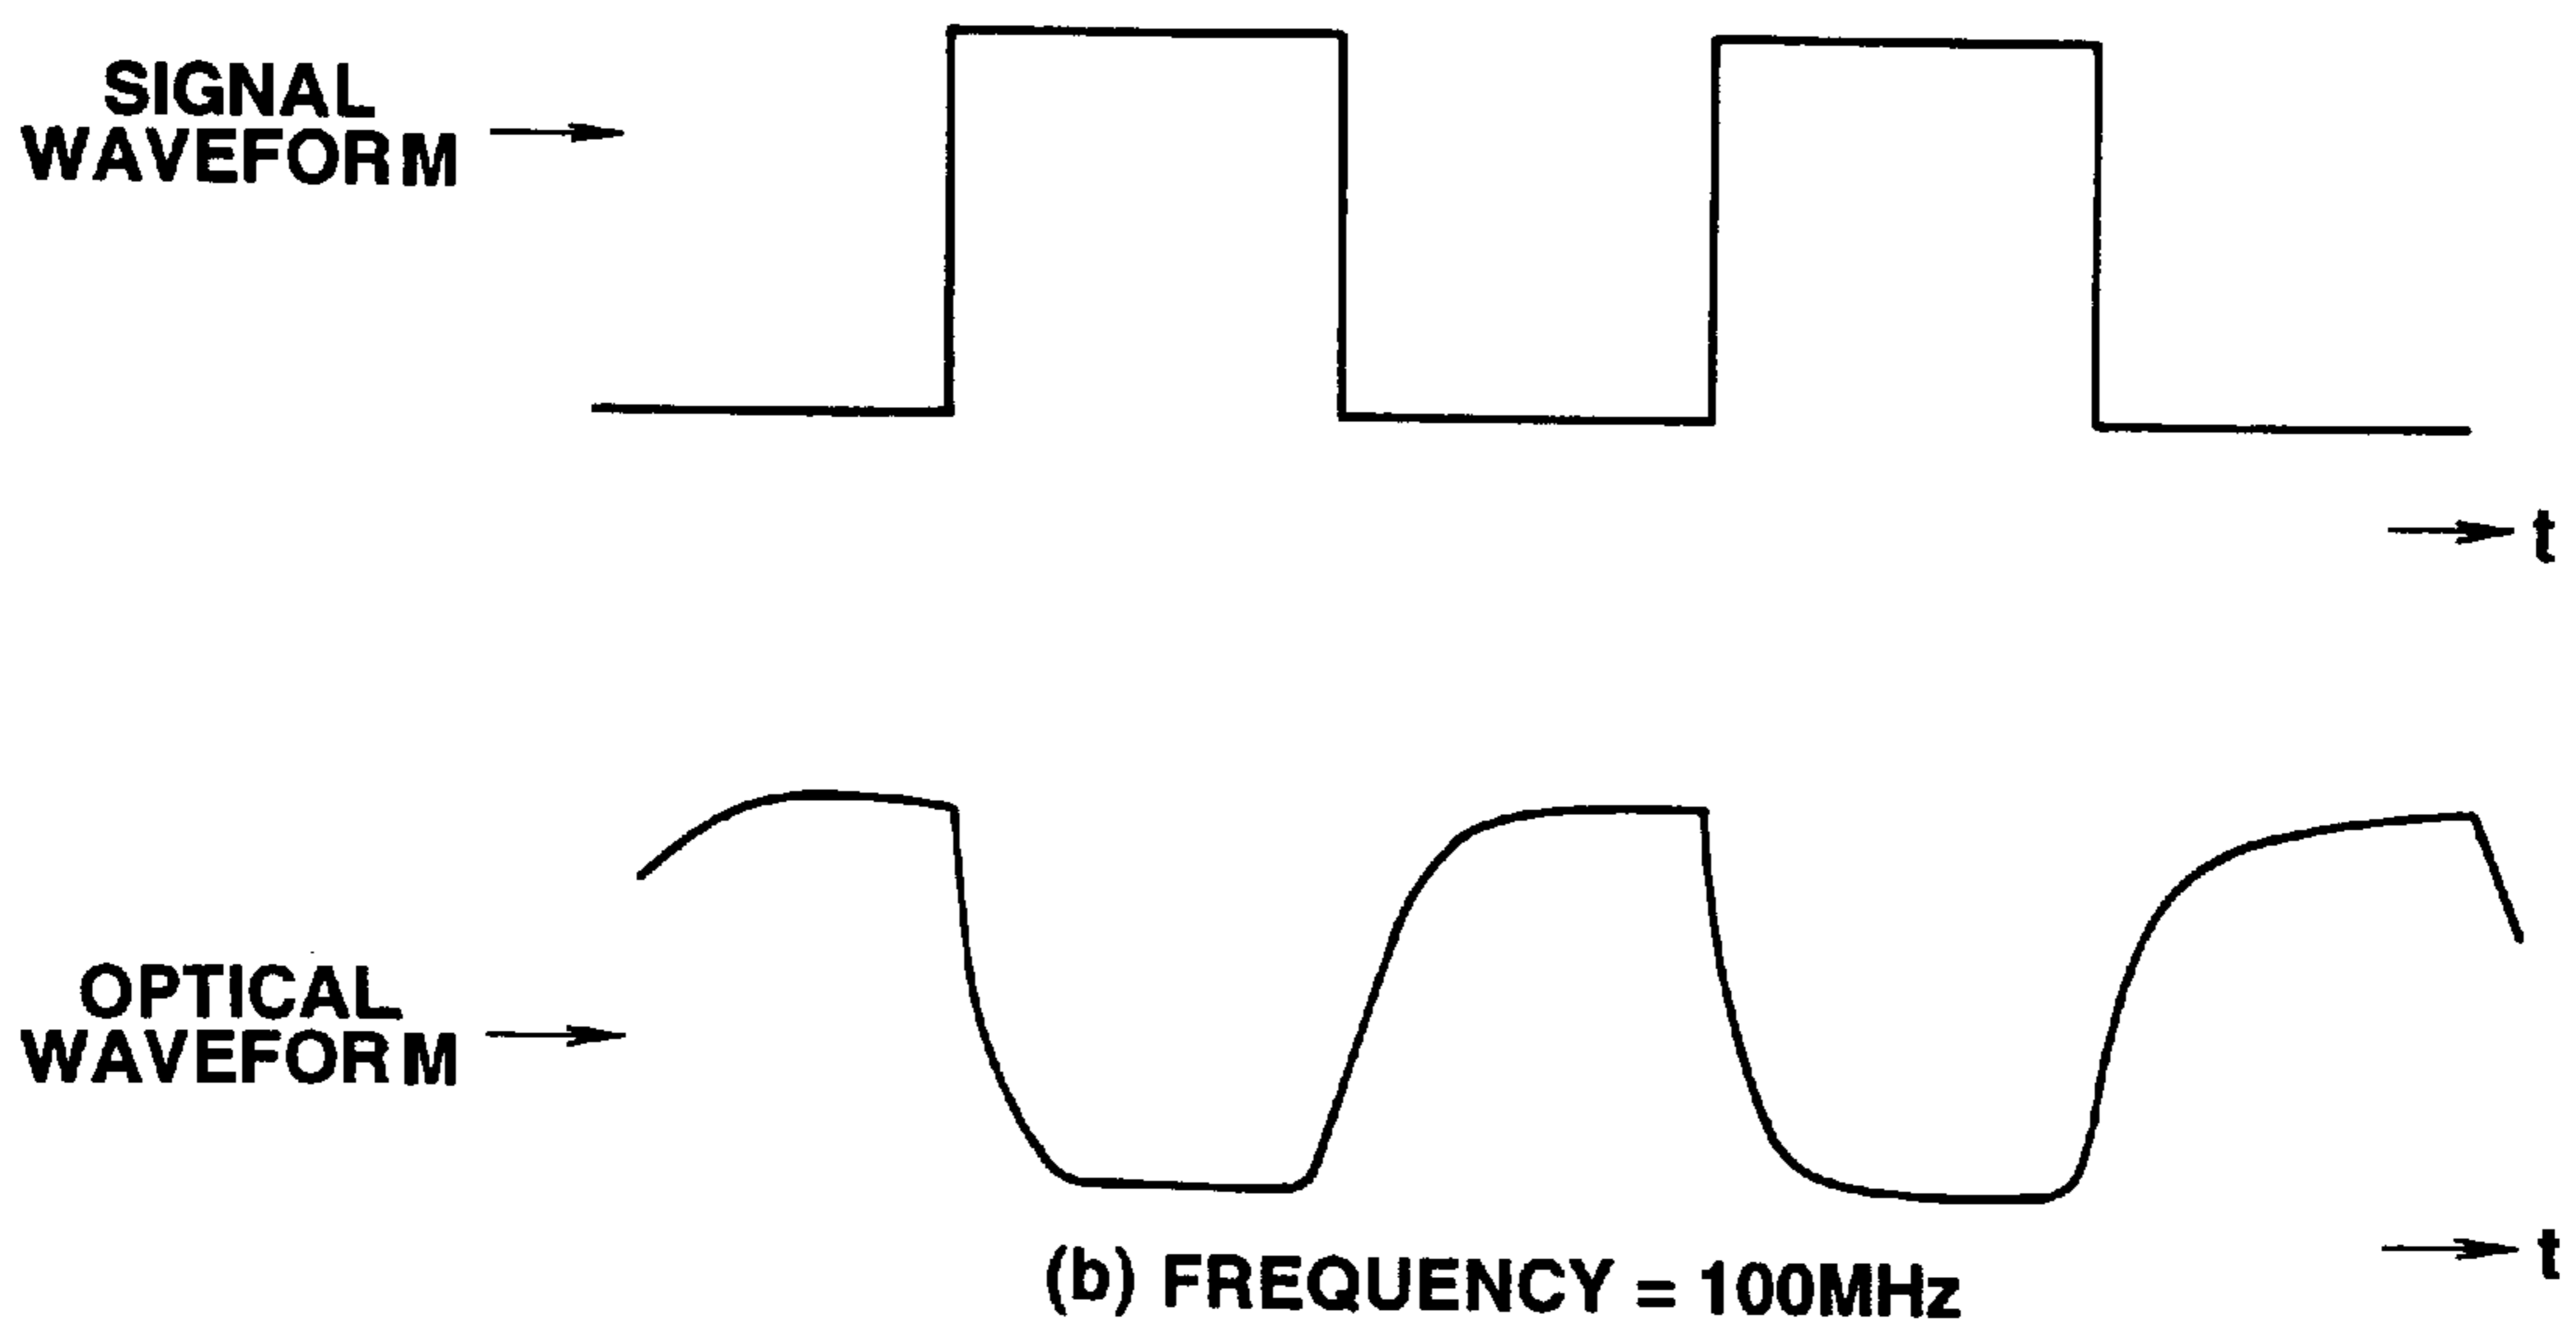 SIGNAL
WAVEFORM
t
OPTICAL
WAVEFORM
t
(b) FREQUENCY = 100MHz